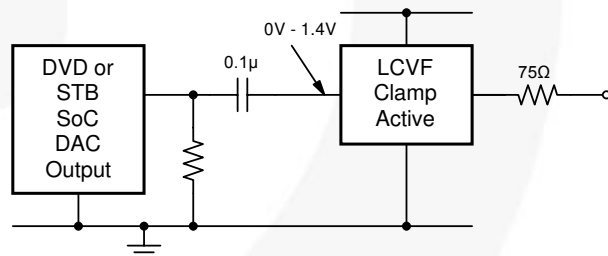 0V - 1.4V
DVD or
STB
SoC
DAC
Output
0.1µ
LCVF
Clamp
Active
75Ω